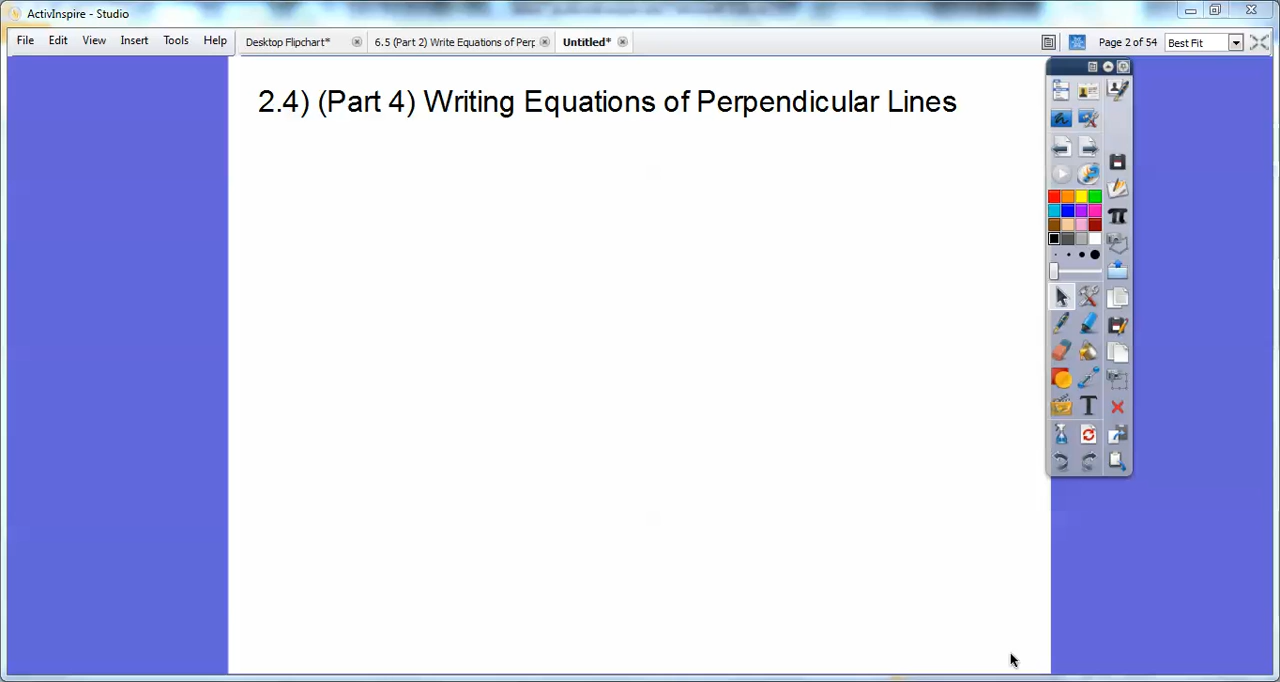 ActivInspire - Studio
File Edit View Insert Tools Help
Desktop Flipchart*
6.5 (Part 2) Write Equations of Perp
Untitled*
Page 2 of 54
Best Fit
2.4) (Part 4) Writing Equations of Perpendicular Lines